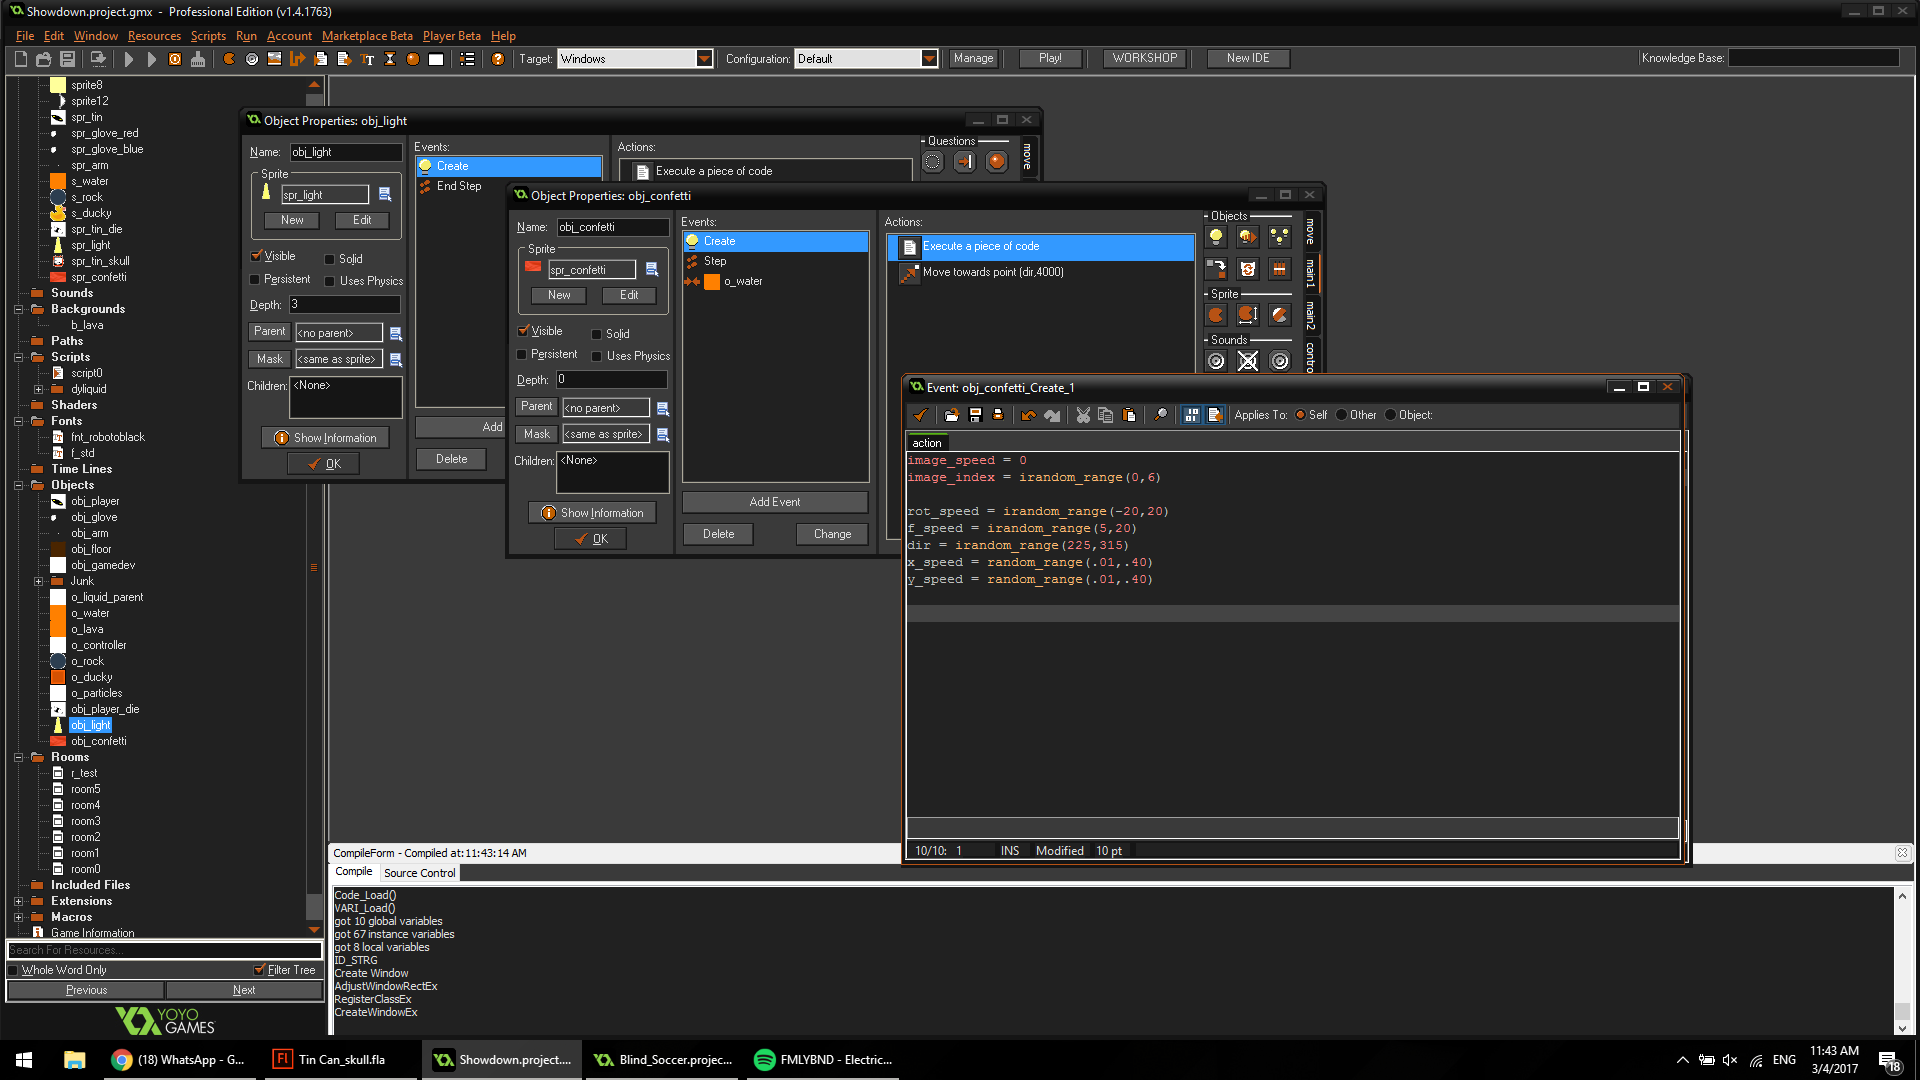 Showdown.project.gmx  -  Professional Edition (v1.4.1763)
File Edit Window Resources Scripts Run Account Marketplace Beta Player Beta Help
Target: Windows Configuration: Default Manage Play! WORKSHOP New IDE Knowledge Base:
sprite8
sprite12
spr_tin
spr_glove_red
spr_glove_blue
spr_arm
s_water
s_rock
s_ducky
spr_tin_die
spr_light
spr_tin_skull
spr_confetti
Sounds
Backgrounds
b_lava
Paths
Scripts
script0
dyliquid
Shaders
Fonts
fnt_robotoblack
f_std
Time Lines
Objects
obj_player
obj_glove
obj_arm
obj_floor
obj_gamedev
Junk
o_liquid_parent
o_water
o_lava
o_controller
o_rock
o_ducky
o_particles
obj_player_die
obj_light
obj_confetti
Rooms
r_test
room5
room4
room3
room2
room1
room0
Included Files
Extensions
Macros
Game Information
Search For Resources...
Whole Word Only Filter Tree
Previous Next
YOYO
GAMES
Object Properties: obj_light
Name: obj_light
Sprite
spr_light
New Edit
Visible Solid
Persistent Uses Physics
Depth: 3
Parent <no parent>
Mask <same as sprite>
Children: <None>
Show Information
OK
Events:
Create
End Step
Add
Delete
Actions:
Execute a piece of code
Questions
move
Object Properties: obj_confetti
Name: obj_confetti
Sprite
spr_confetti
New Edit
Visible Solid
Persistent Uses Physics
Depth: 0
Parent <no parent>
Mask <same as sprite>
Children: <None>
Show Information
OK
Events:
Create
Step
o_water
Add Event
Delete Change
Actions:
Execute a piece of code
Move towards point (dir,4000)
Objects
Sprite
Sounds
move
main1
main2
contro
Event: obj_confetti_Create_1
Applies To: Self Other Object:
action
image_speed = 0
image_index = irandom_range(0,6)
rot_speed = irandom_range(-20,20)
f_speed = irandom_range(5,20)
dir = irandom_range(225,315)
x_speed = random_range(.01,.40)
y_speed = random_range(.01,.40)
10/10: 1 INS Modified 10 pt
CompileForm - Compiled at:11:43:14 AM
Compile Source Control
Code_Load()
VARI_Load()
got 10 global variables
got 67 instance variables
got 8 local variables
ID_STRG
Create Window
AdjustWindowRectEx
RegisterClassEx
CreateWindowEx
(18) WhatsApp - G...
Fl Tin Can_skull.fla
Showdown.project....
Blind_Soccer.projec...
FMLYBND - Electric...
ENG
11:43 AM
3/4/2017
18